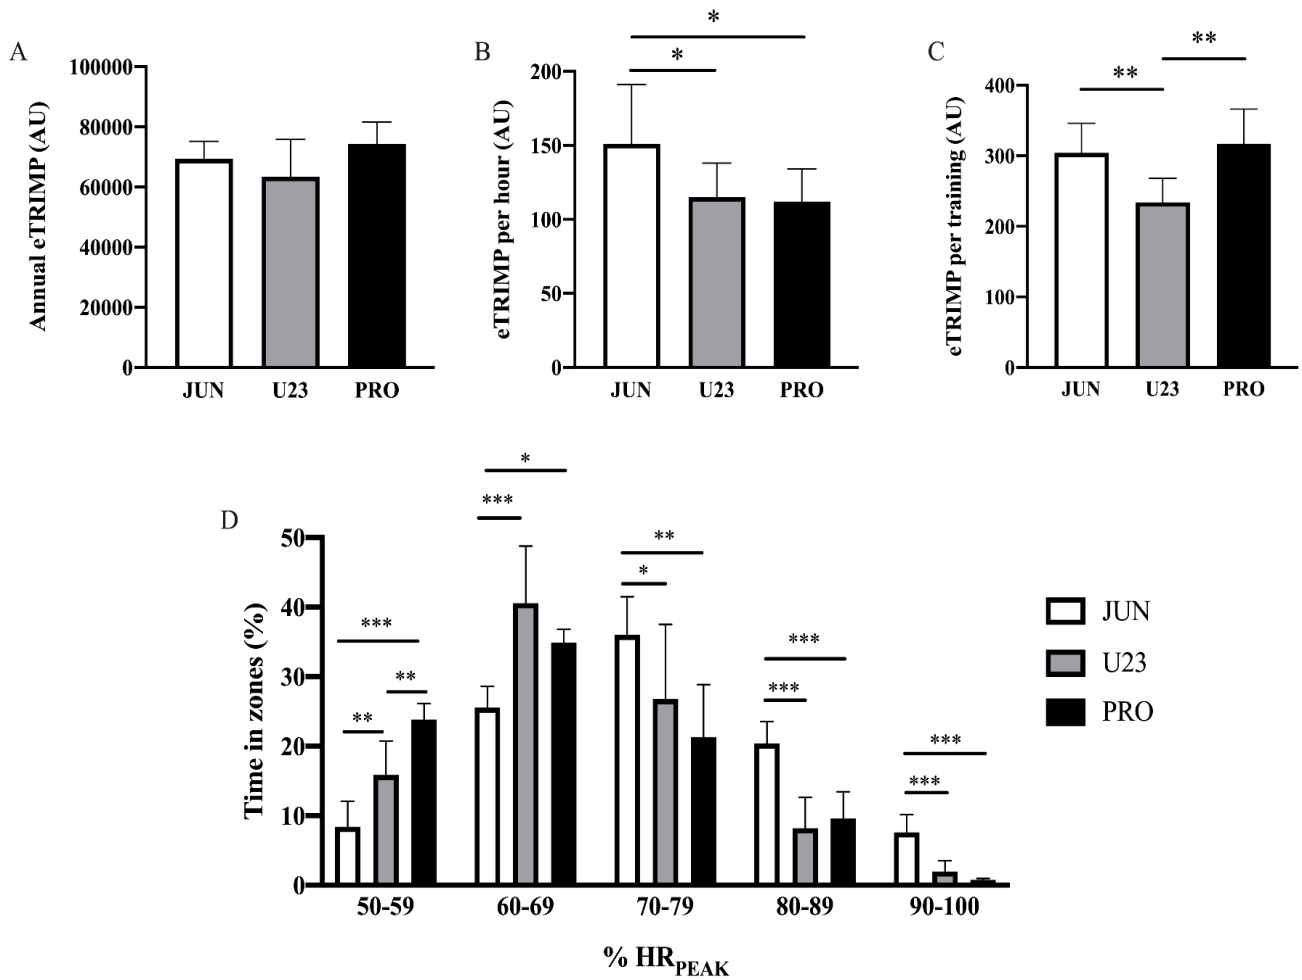 A
Annual eTRIMP (AU)
100000
80000
60000
40000
20000
0
JUN U23 PRO
B
eTRIMP per hour (AU)
*
*
200
150
100
50
0
JUN U23 PRO
C
eTRIMP per training (AU)
**
**
400
300
200
300
0
JUN U23 PRO
D
Time in zones (%)
50
40
30
20
10
0
***
**
**
*
***
**
*
***
***
***
***
50-59 60-69 70-79 80-89 90-100
% HRPEAK
JUN
U23
PRO